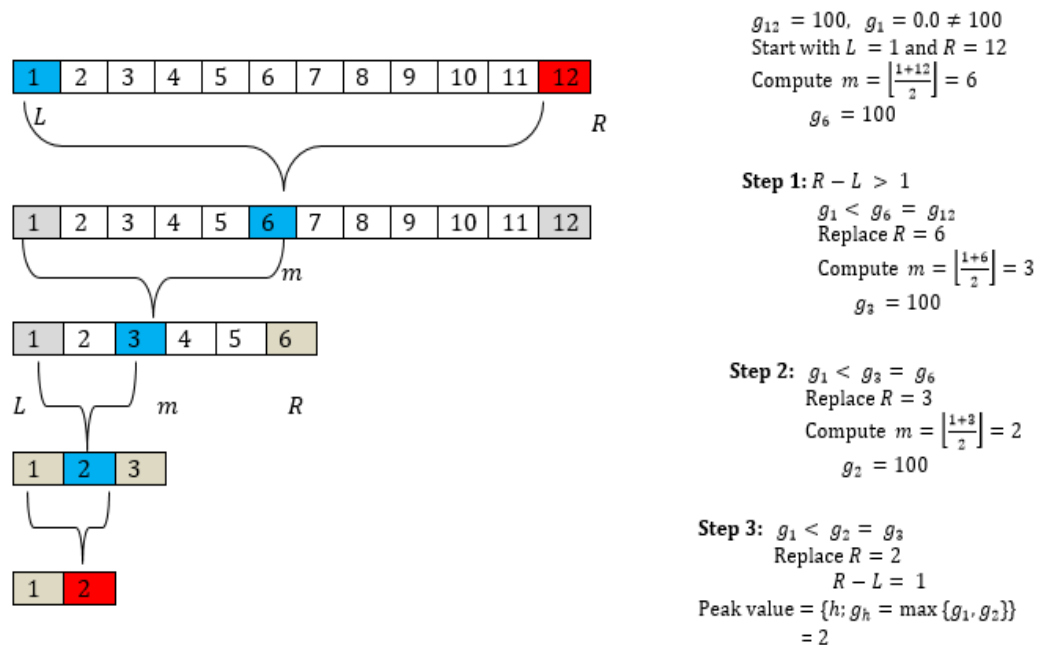 1 2 3 4 5 6 7 8 9 10 11 12
L R
1 2 3 4 5 6 7 8 9 10 11 12
m
1 2 3 4 5 6
L m R
1 2 3
1 2
g₁₂ = 100, g₁ = 0.0 ≠ 100
Start with L = 1 and R = 12
Compute m = ⌊(1+12)/2⌋ = 6
g₆ = 100
Step 1: R − L > 1
g₁ < g₆ = g₁₂
Replace R = 6
Compute m = ⌊(1+6)/2⌋ = 3
g₃ = 100
Step 2: g₁ < g₃ = g₆
Replace R = 3
Compute m = ⌊(1+3)/2⌋ = 2
g₂ = 100
Step 3: g₁ < g₂ = g₃
Replace R = 2
R − L = 1
Peak value = {h; gₕ = max {g₁, g₂}}
= 2